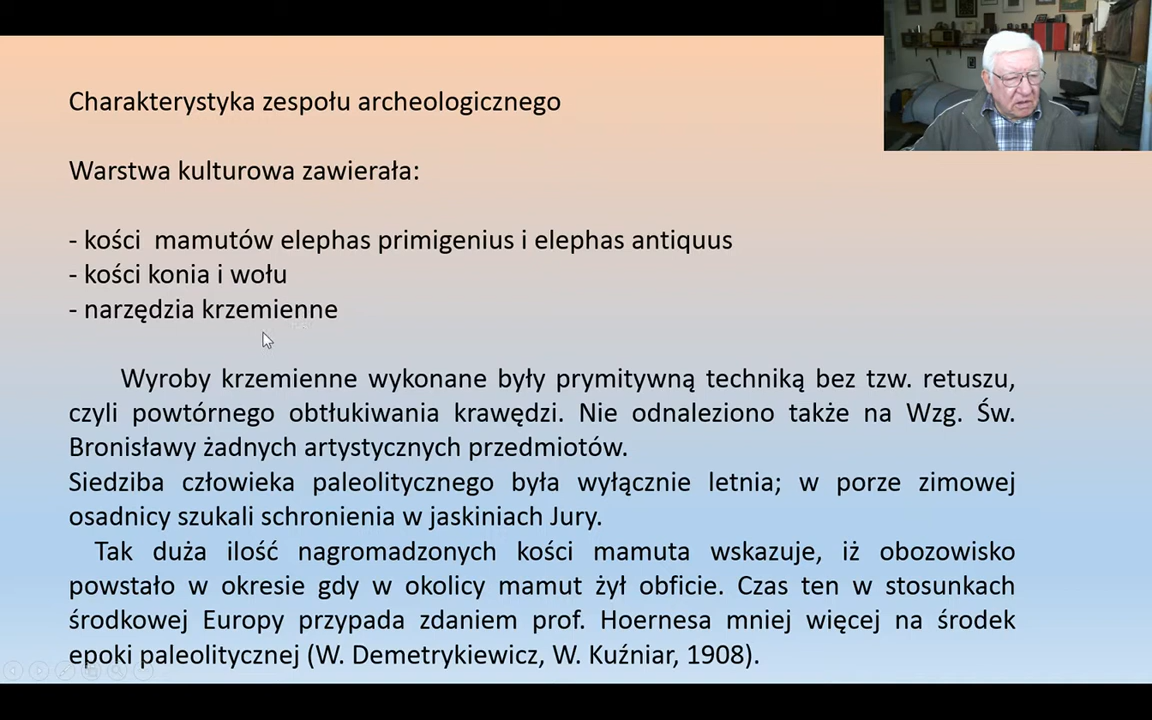 Charakterystyka zespołu archeologicznego
Warstwa kulturowa zawierała:
- kości  mamutów elephas primigenius i elephas antiquus
- kości konia i wołu
- narzędzia krzemienne
Wyroby krzemienne wykonane były prymitywną techniką bez tzw. retuszu,
czyli powtórnego obtłukiwania krawędzi. Nie odnaleziono także na Wzg. Św.
Bronisławy żadnych artystycznych przedmiotów.
Siedziba człowieka paleolitycznego była wyłącznie letnia; w porze zimowej
osadnicy szukali schronienia w jaskiniach Jury.
Tak duża ilość nagromadzonych kości mamuta wskazuje, iż obozowisko
powstało w okresie gdy w okolicy mamut żył obficie. Czas ten w stosunkach
środkowej Europy przypada zdaniem prof. Hoernesa mniej więcej na środek
epoki paleolitycznej (W. Demetrykiewicz, W. Kuźniar, 1908).